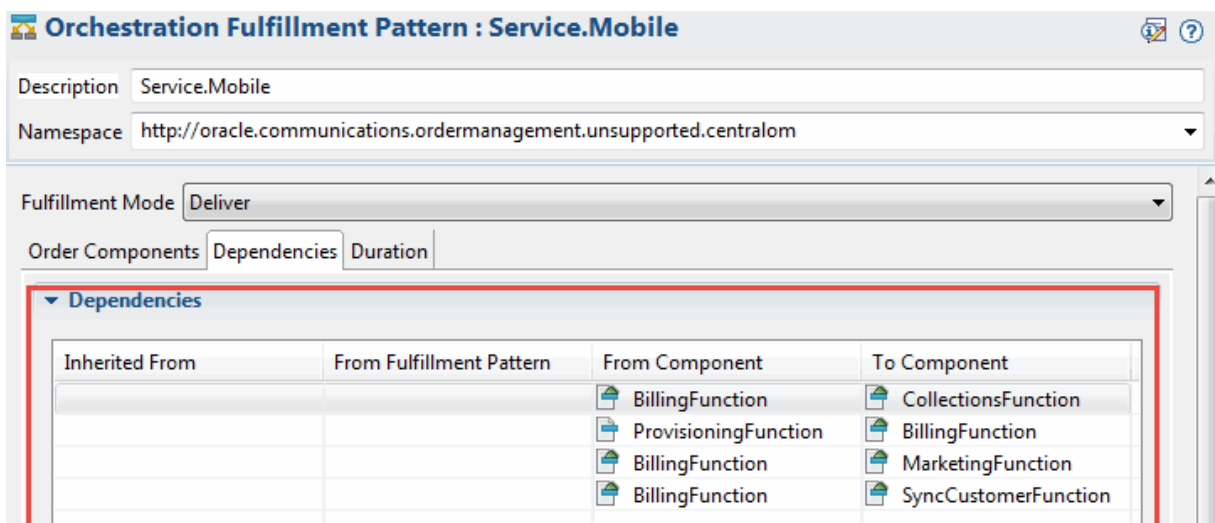 Orchestration Fulfillment Pattern : Service.Mobile
Description Service.Mobile
Namespace http://oracle.communications.ordermanagement.unsupported.centralom
Fulfillment Mode Deliver
Order Components Dependencies Duration
Dependencies
Inherited From From Fulfillment Pattern From Component To Component
BillingFunction CollectionsFunction
ProvisioningFunction BillingFunction
BillingFunction MarketingFunction
BillingFunction SyncCustomerFunction